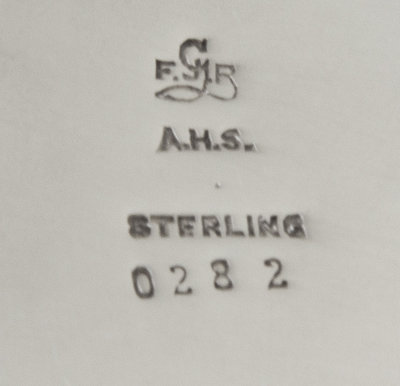 F.G.M.R
A.H.S.
STERLING
0282